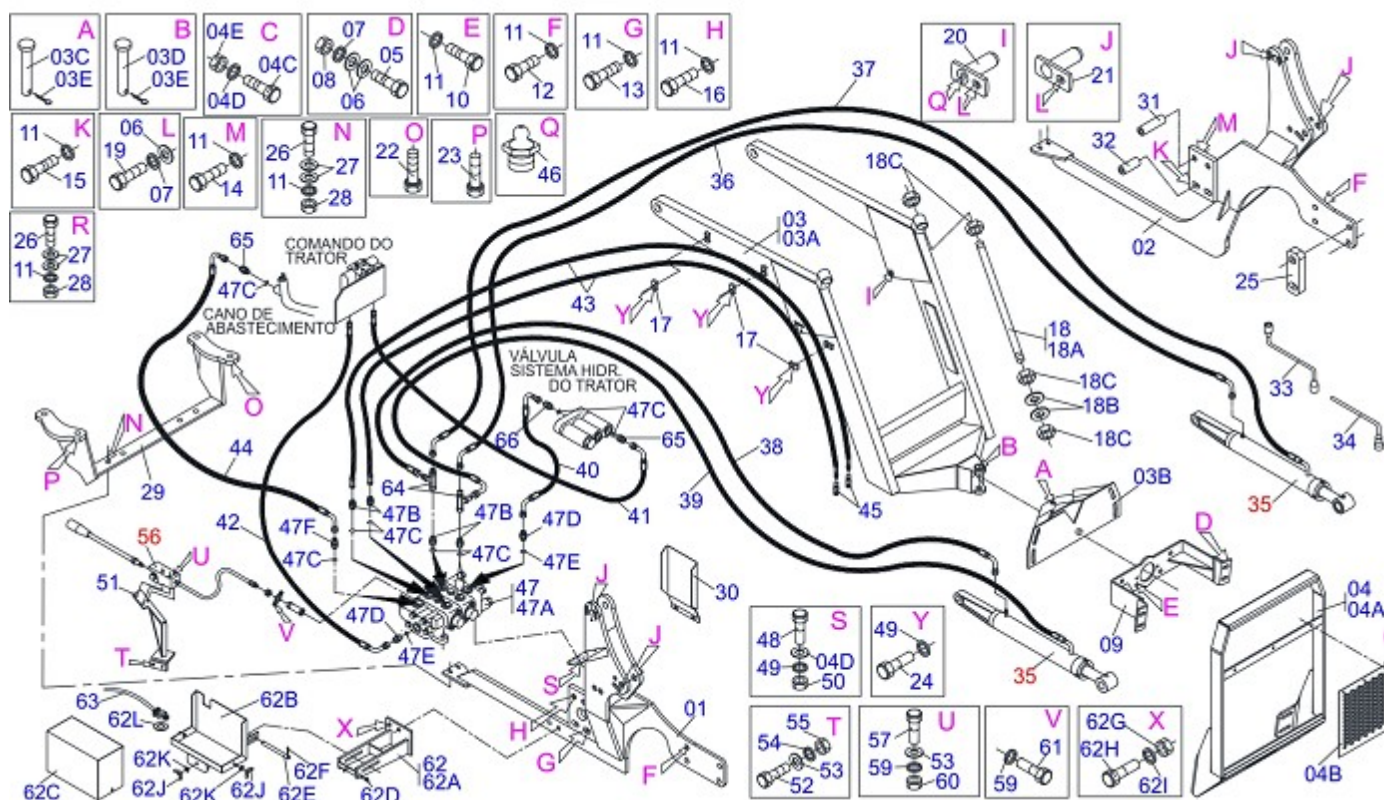 A
03C
03E
B
03D
03E
04E
C
04C
04D
07
D
05
08
06
E
11
10
11
F
12
11
G
13
11
H
16
20
I
Q
L
J
21
L
11
K
15
06
L
19
07
11
M
14
N
26
27
11
28
O
22
P
23
Q
46
R
26
27
11
28
65
47C
COMANDO DO
TRATOR
CANO DE
ABASTECIMENTO
37
36
43
Y
17
Y
17
Y
03
03A
18C
I
18
18A
18C
18B
18C
B
J
J
31
M
32
K
F
02
25
33
34
35
VÁLVULA
SISTEMA HIDR.
DO TRATOR
47C
66
65
40
41
38
39
45
64
47B
47C
47B
47C
47D
47E
N
O
P
29
44
42
47F
47C
56
U
51
V
T
47D
47E
47
47A
30
J
J
S
H
G
F
01
A
03B
D
E
09
04
04A
04B
35
63
62L
62B
62K
62J
62K
62J
62C
62F
62E
X
62
62A
62D
S
48
04D
49
50
Y
49
24
T
55
54
53
52
U
57
53
59
60
V
61
59
X
62G
62H
62I